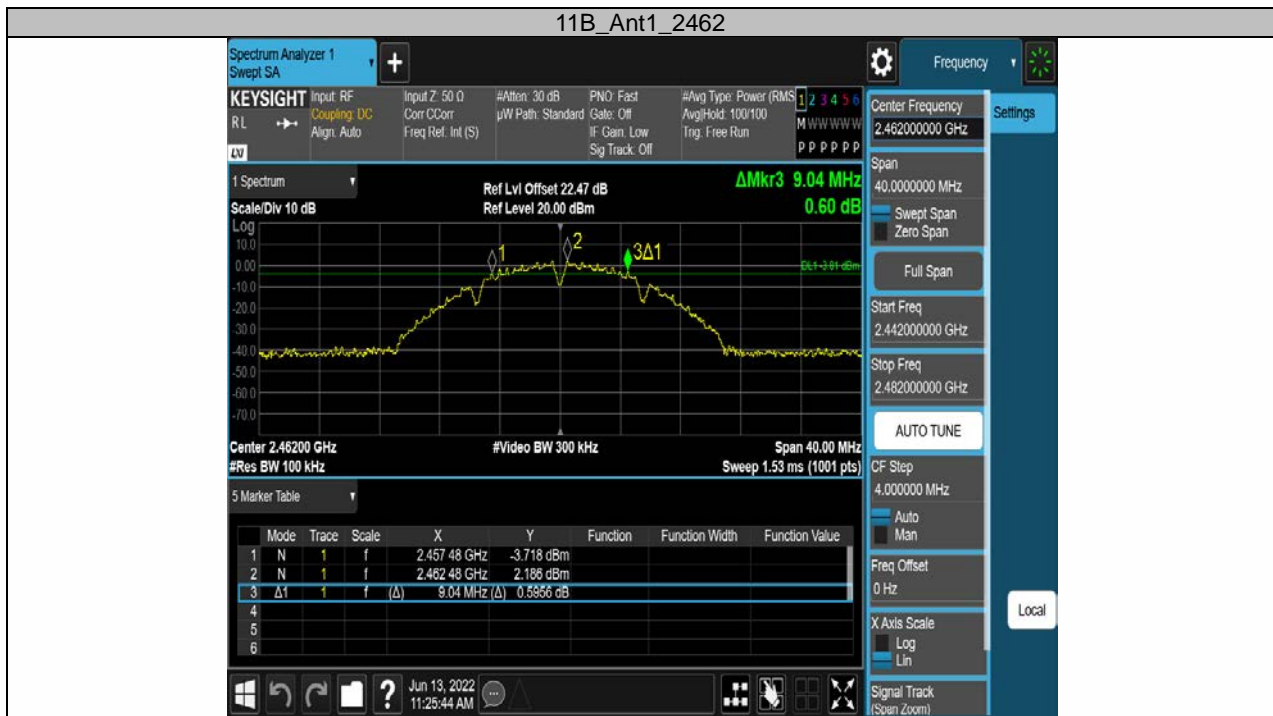 11B_Ant1_2462
Spectrum Analyzer 1
Swept SA
+
Frequency
KEYSIGHT
RL
LXI
Input: RF
Coupling: DC
Align: Auto
Input Z: 50 Ω
Corr CCorr
Freq Ref: Int (S)
#Atten: 30 dB
µW Path: Standard
PNO: Fast
Gate: Off
IF Gain: Low
Sig Track: Off
#Avg Type: Power (RMS
Avg|Hold: 100/100
Trig: Free Run
1 2 3 4 5 6
M W W W W W
P P P P P P
1 Spectrum
Scale/Div 10 dB
Ref Lvl Offset 22.47 dB
Ref Level 20.00 dBm
ΔMkr3 9.04 MHz
0.60 dB
Log
10.0
0.00
-10.0
-20.0
-30.0
-40.0
-50.0
-60.0
-70.0
1
2
3Δ1
DL1 -3.81 dBm
Center 2.46200 GHz
#Res BW 100 kHz
#Video BW 300 kHz
Span 40.00 MHz
Sweep 1.53 ms (1001 pts)
5 Marker Table
Mode Trace Scale X Y Function Function Width Function Value
1 N 1 f 2.457 48 GHz -3.718 dBm
2 N 1 f 2.462 48 GHz 2.186 dBm
3 Δ1 1 f (Δ) 9.04 MHz (Δ) 0.5956 dB
4
5
6
?
Jun 13, 2022
11:25:44 AM
Center Frequency
2.462000000 GHz
Settings
Span
40.0000000 MHz
Swept Span
Zero Span
Full Span
Start Freq
2.442000000 GHz
Stop Freq
2.482000000 GHz
AUTO TUNE
CF Step
4.000000 MHz
Auto
Man
Freq Offset
0 Hz
X Axis Scale
Log
Lin
Local
Signal Track
(Span Zoom)